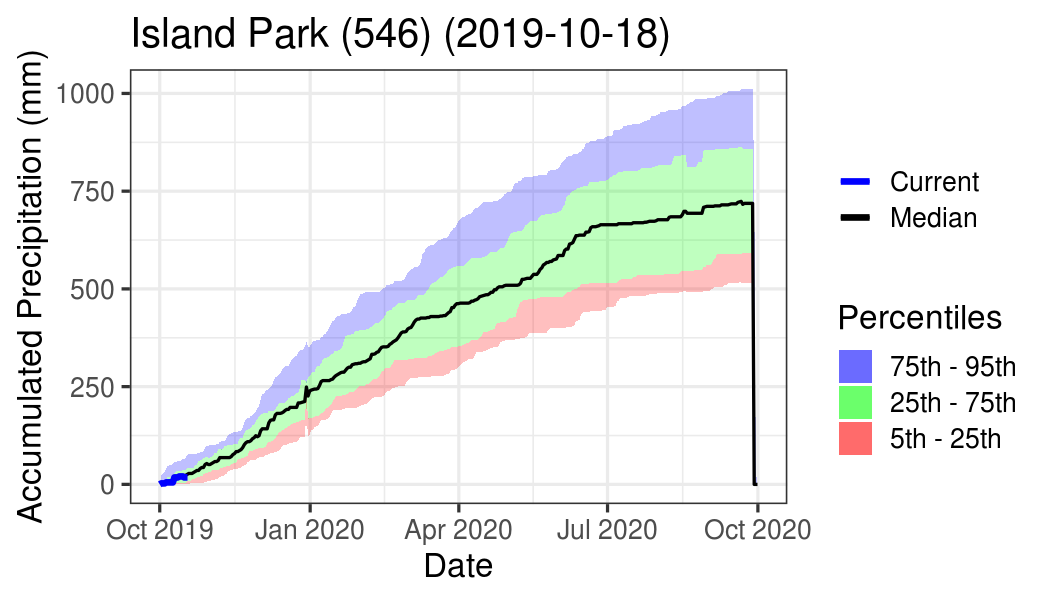 Island Park (546) (2019-10-18)
Accumulated Precipitation (mm)
1000
750
500
250
0
Oct 2019
Jan 2020
Apr 2020
Jul 2020
Oct 2020
Date
Current
Median
Percentiles
75th - 95th
25th - 75th
5th - 25th